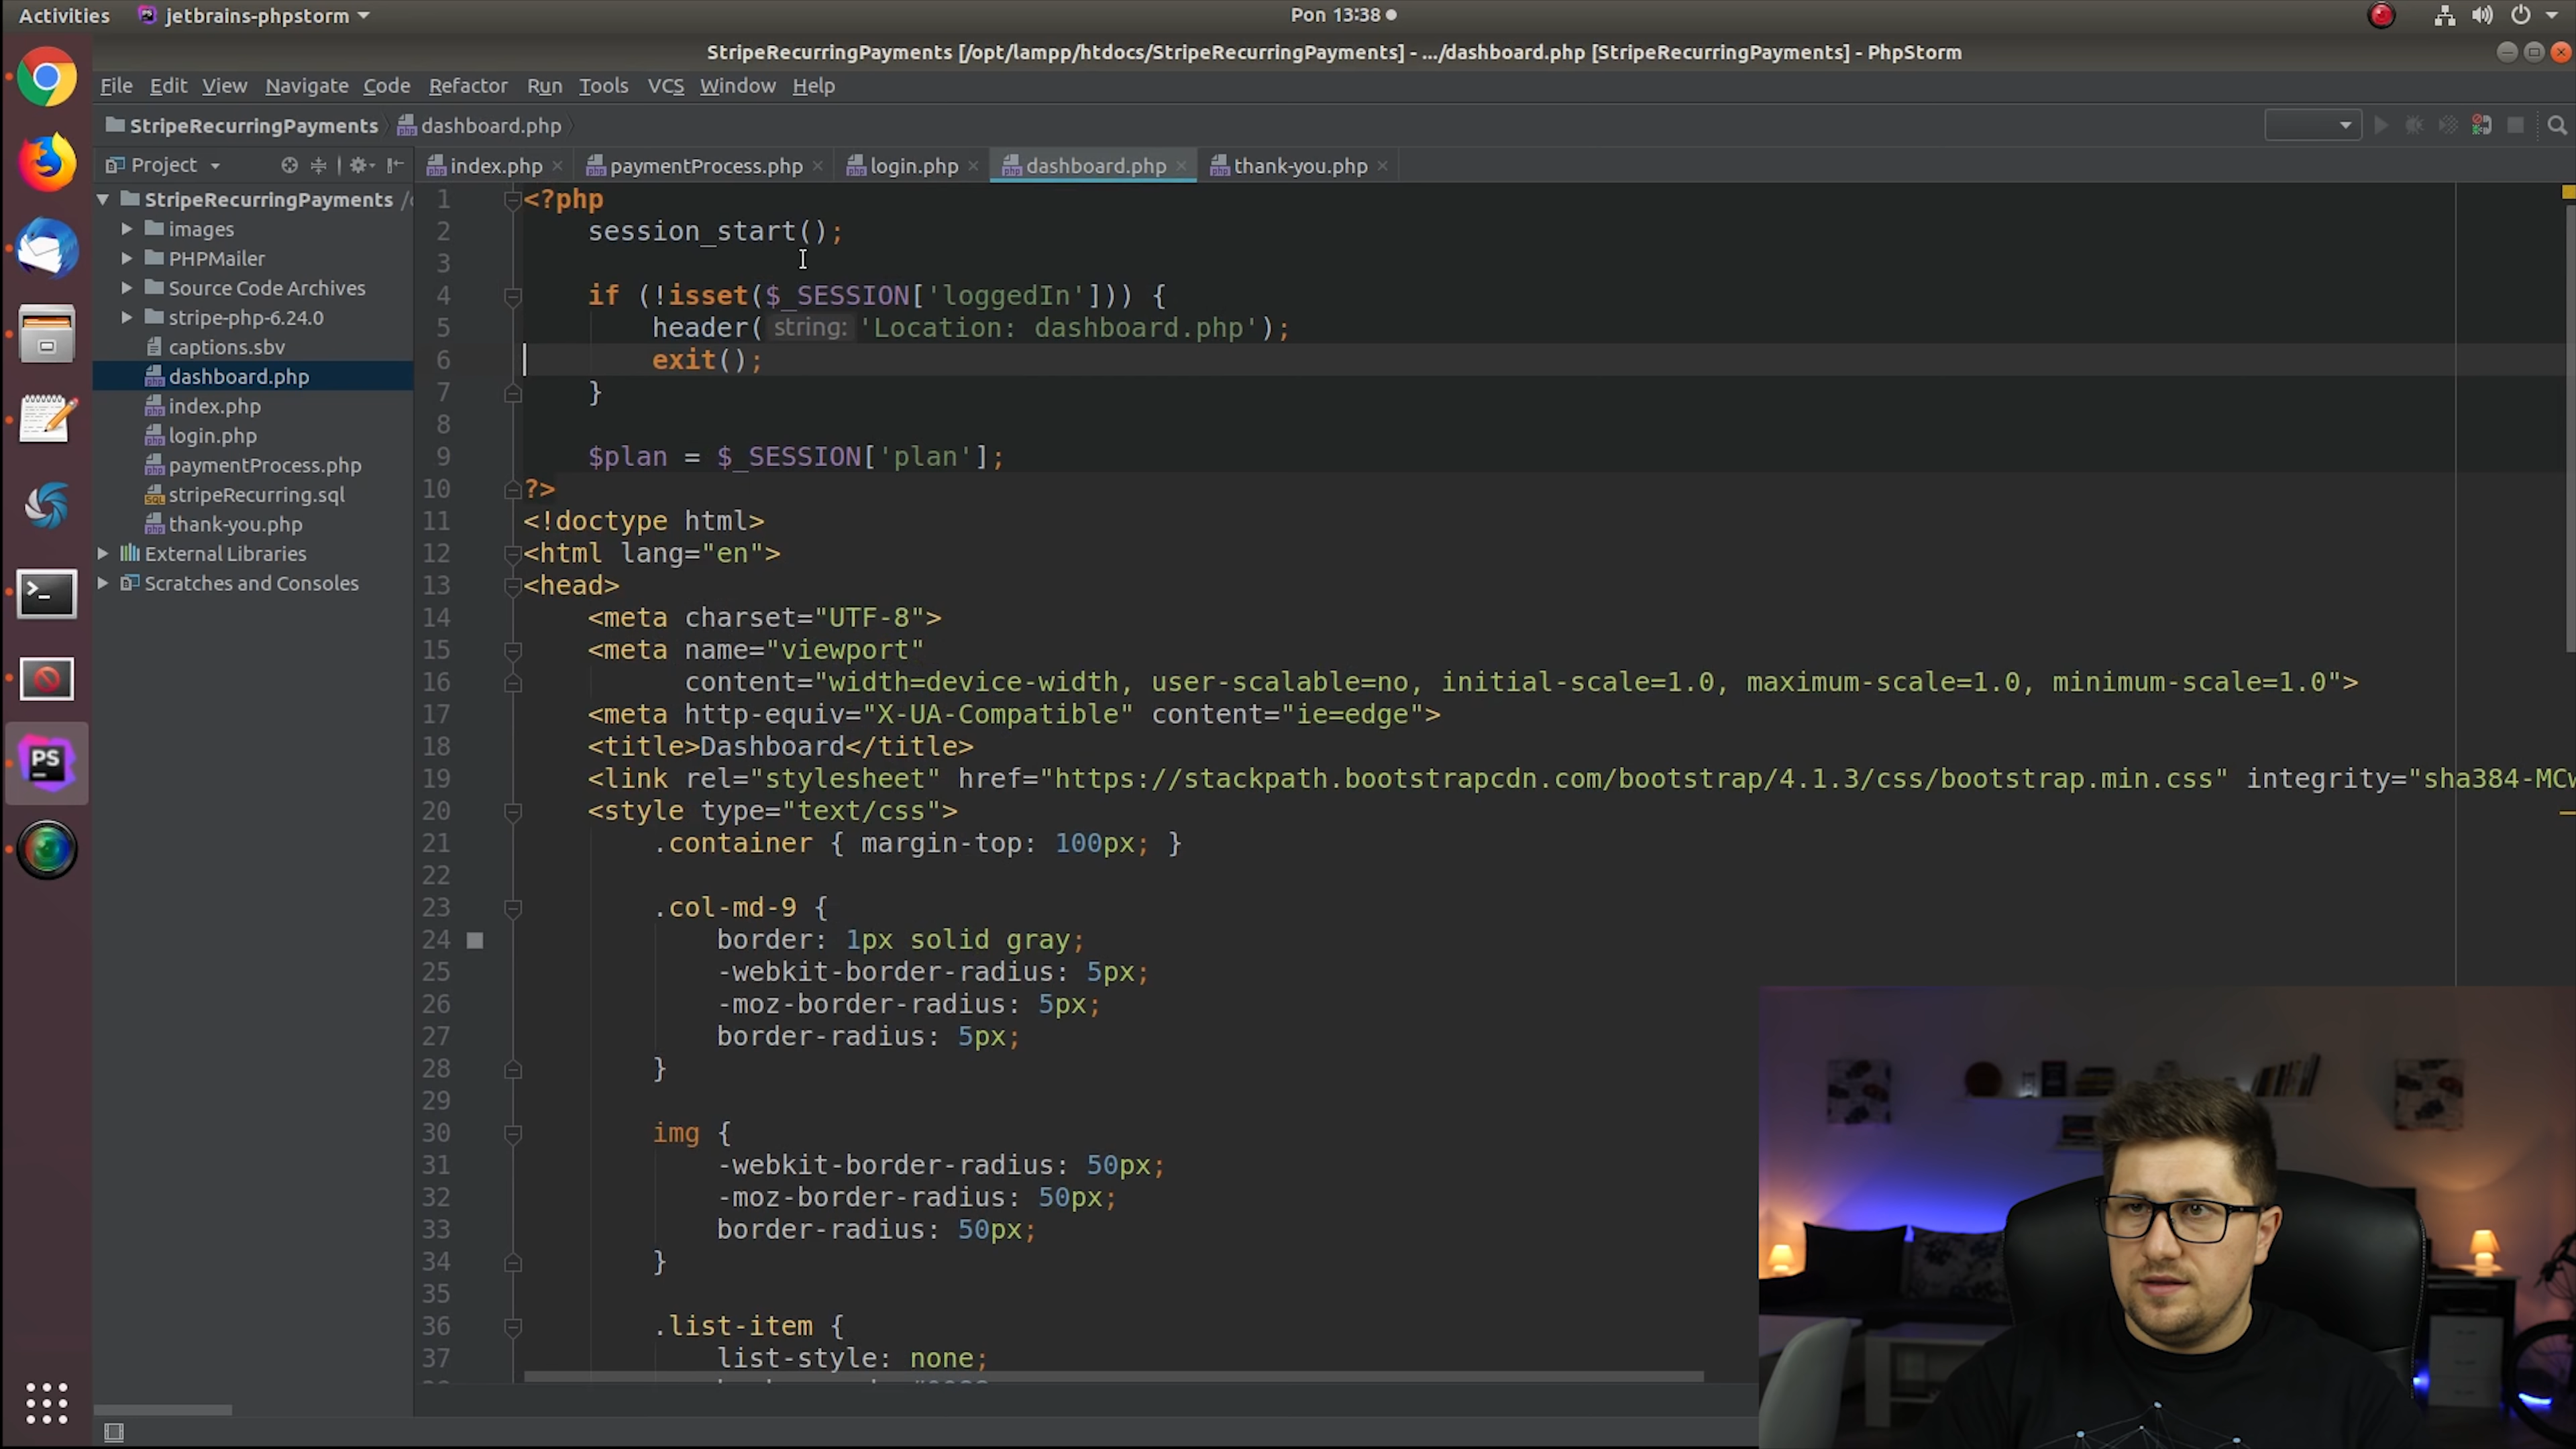 Activities jetbrains-phpstorm Pon 13:38
StripeRecurringPayments [/opt/lampp/htdocs/StripeRecurringPayments] - .../dashboard.php [StripeRecurringPayments] - PhpStorm
File Edit View Navigate Code Refactor Run Tools VCS Window Help
StripeRecurringPayments dashboard.php
Project
index.php paymentProcess.php login.php dashboard.php thank-you.php
StripeRecurringPayments
images
PHPMailer
Source Code Archives
stripe-php-6.24.0
captions.sbv
dashboard.php
index.php
login.php
paymentProcess.php
stripeRecurring.sql
thank-you.php
External Libraries
Scratches and Consoles
1 <?php
2 session_start();
3
4 if (!isset($_SESSION['loggedIn'])) {
5 header( string: 'Location: dashboard.php');
6 exit();
7 }
8
9 $plan = $_SESSION['plan'];
10 ?>
11 <!doctype html>
12 <html lang="en">
13 <head>
14 <meta charset="UTF-8">
15 <meta name="viewport"
16 content="width=device-width, user-scalable=no, initial-scale=1.0, maximum-scale=1.0, minimum-scale=1.0">
17 <meta http-equiv="X-UA-Compatible" content="ie=edge">
18 <title>Dashboard</title>
19 <link rel="stylesheet" href="https://stackpath.bootstrapcdn.com/bootstrap/4.1.3/css/bootstrap.min.css" integrity="sha384-MCw
20 <style type="text/css">
21 .container { margin-top: 100px; }
22
23 .col-md-9 {
24 border: 1px solid gray;
25 -webkit-border-radius: 5px;
26 -moz-border-radius: 5px;
27 border-radius: 5px;
28 }
29
30 img {
31 -webkit-border-radius: 50px;
32 -moz-border-radius: 50px;
33 border-radius: 50px;
34 }
35
36 .list-item {
37 list-style: none;
PS